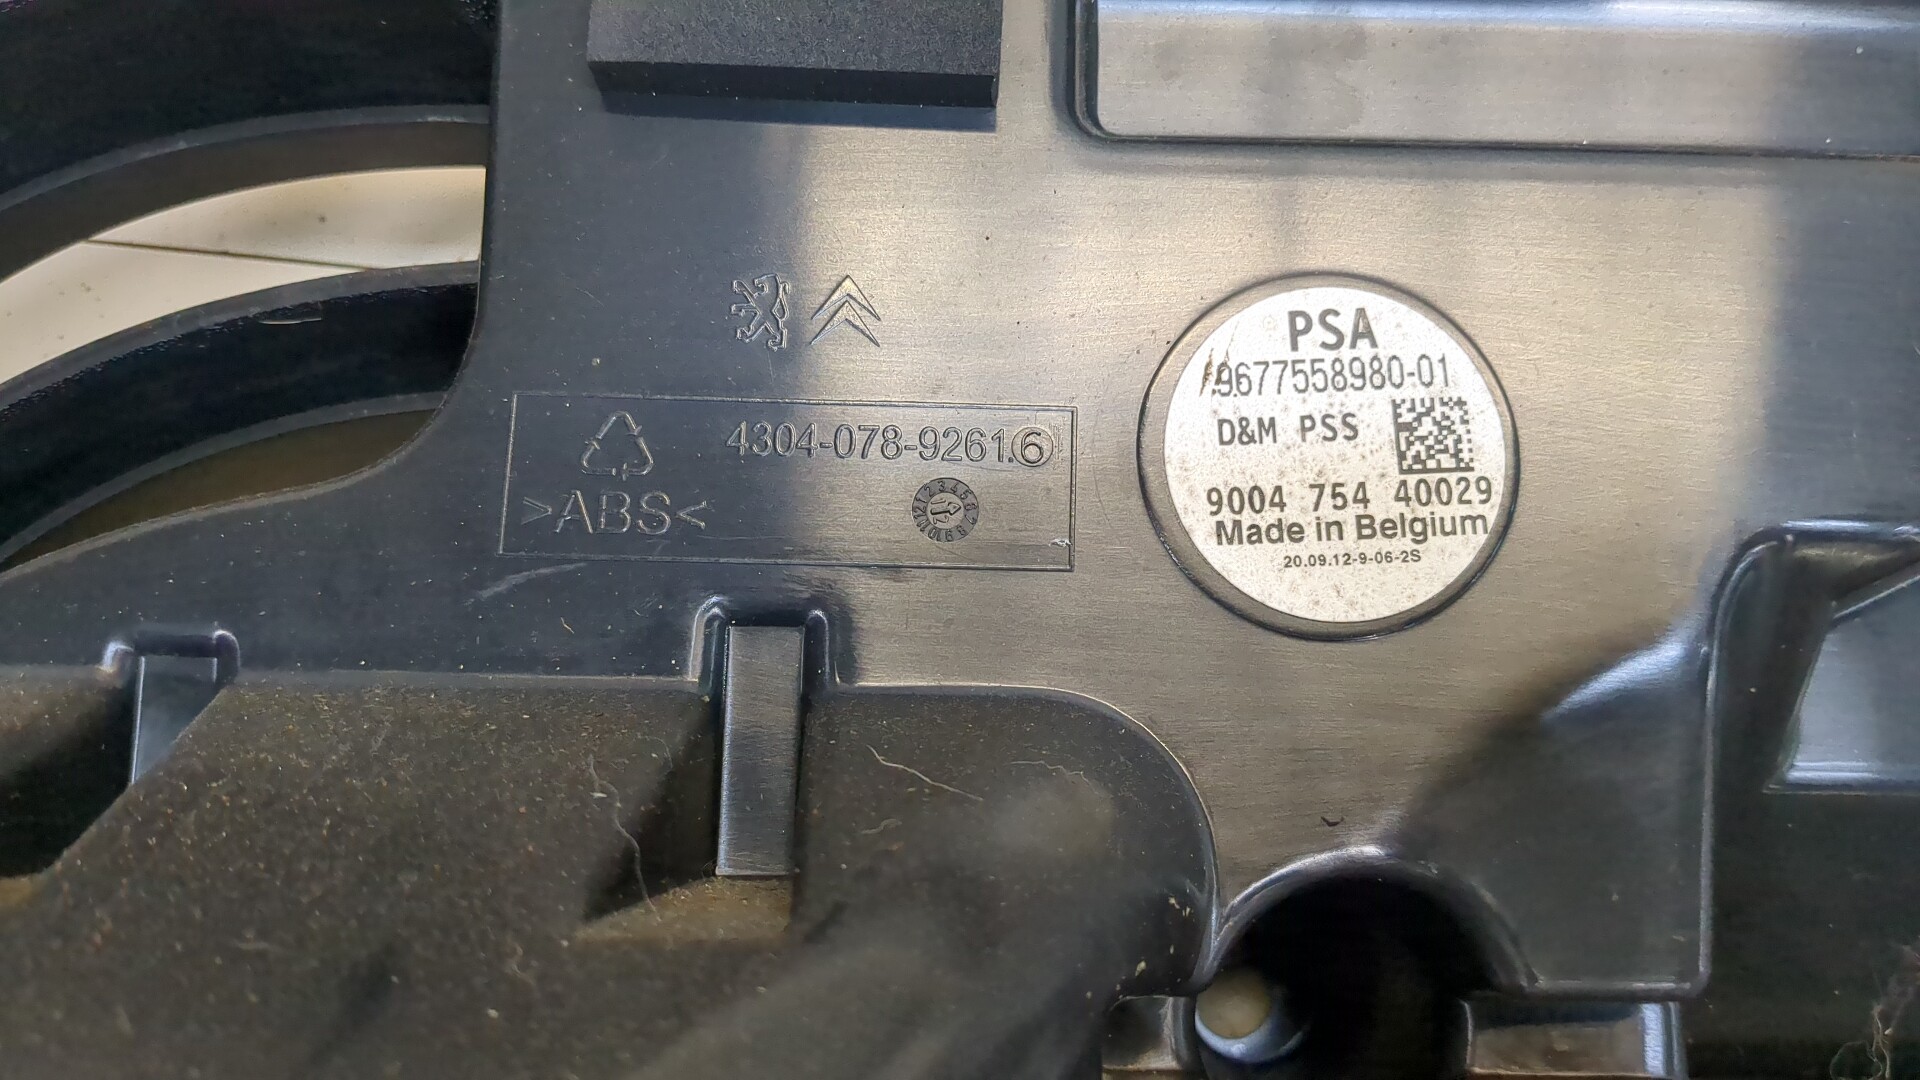 4304-078-9261.6
>ABS<
PSA
9677558980-01
D&M PSS
9004 754 40029
Made in Belgium
20.09.12-9-06-2S